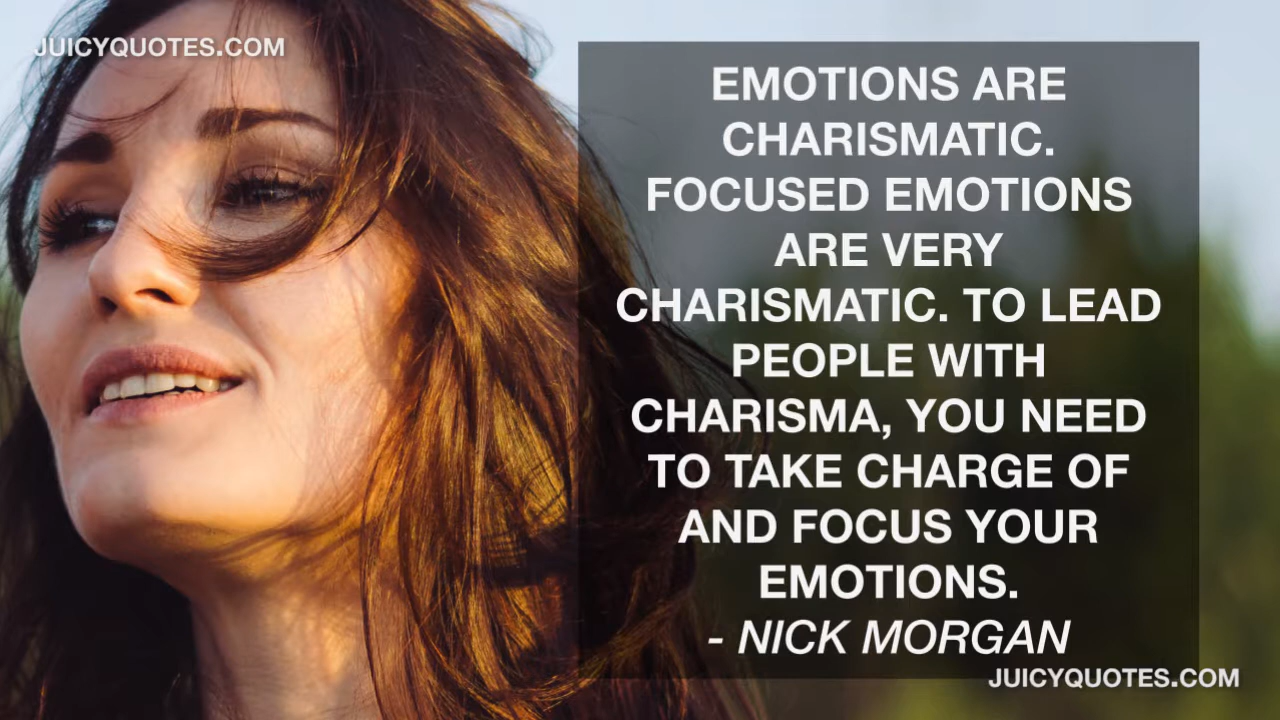 JUICYQUOTES.COM
EMOTIONS ARE
CHARISMATIC.
FOCUSED EMOTIONS
ARE VERY
CHARISMATIC. TO LEAD
PEOPLE WITH
CHARISMA, YOU NEED
TO TAKE CHARGE OF
AND FOCUS YOUR
EMOTIONS.
- NICK MORGAN
JUICYQUOTES.COM